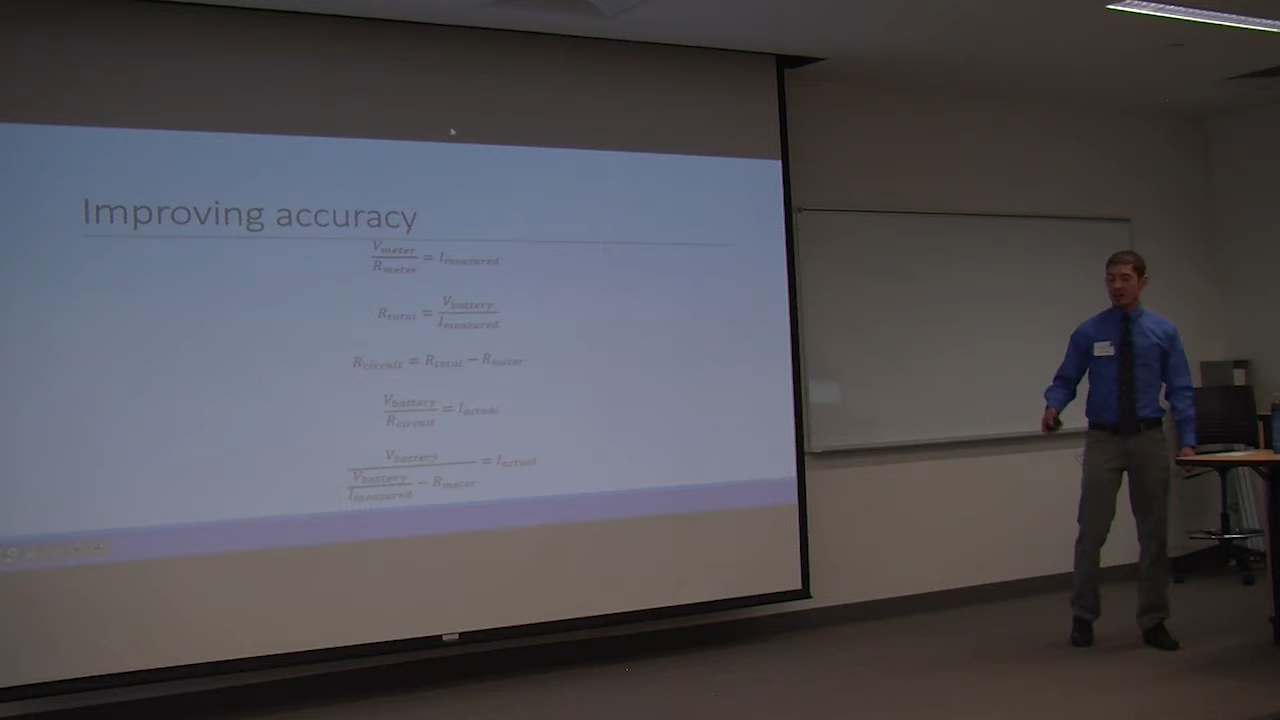 Improving accuracy
V_meter / R_meter = I_measured
R_total = V_battery / I_measured
R_circuit = R_total − R_meter
V_battery / R_circuit = I_actual
V_battery / (V_battery / I_measured − R_meter) = I_actual